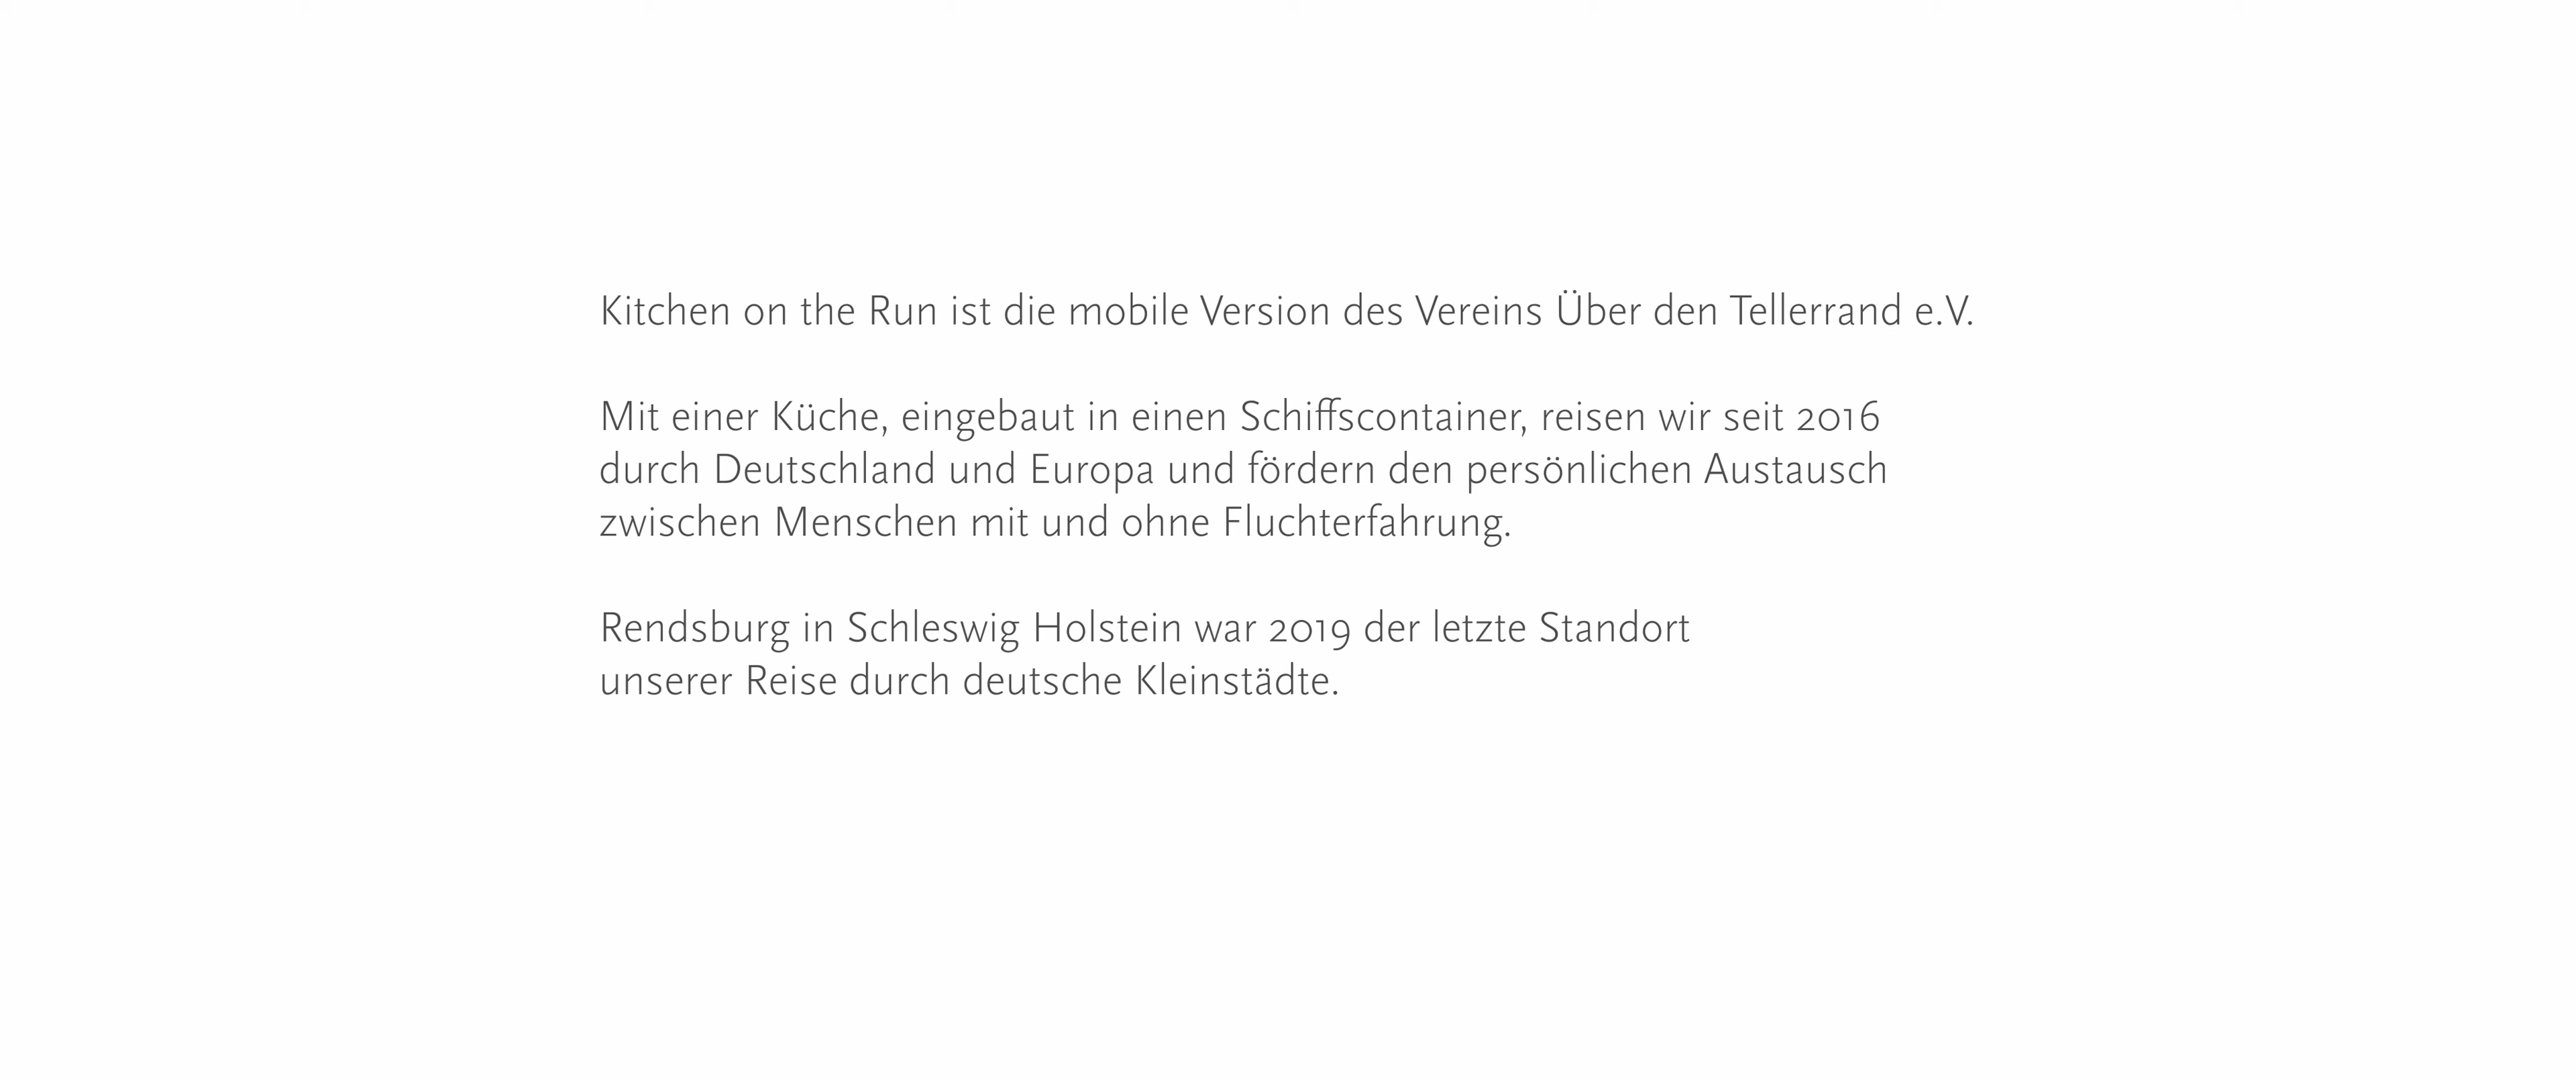 Kitchen on the Run ist die mobile Version des Vereins Über den Tellerrand e.V.
Mit einer Küche, eingebaut in einen Schiffscontainer, reisen wir seit 2016
durch Deutschland und Europa und fördern den persönlichen Austausch
zwischen Menschen mit und ohne Fluchterfahrung.
Rendsburg in Schleswig Holstein war 2019 der letzte Standort
unserer Reise durch deutsche Kleinstädte.